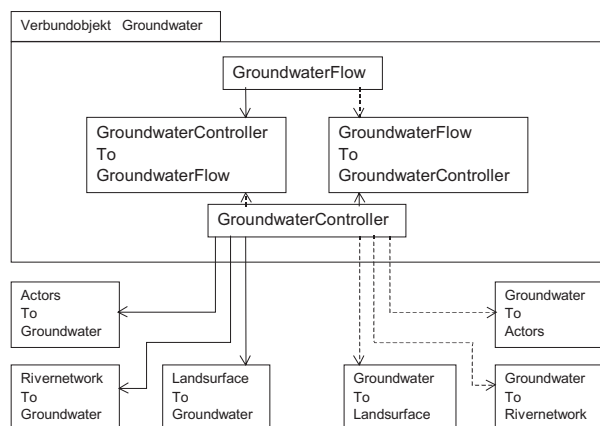 Verbundobjekt Groundwater
GroundwaterFlow
GroundwaterController
To
GroundwaterFlow
GroundwaterFlow
To
GroundwaterController
GroundwaterController
Actors
To
Groundwater
Groundwater
To
Actors
Rivernetwork
To
Groundwater
Landsurface
To
Groundwater
Groundwater
To
Landsurface
Groundwater
To
Rivernetwork